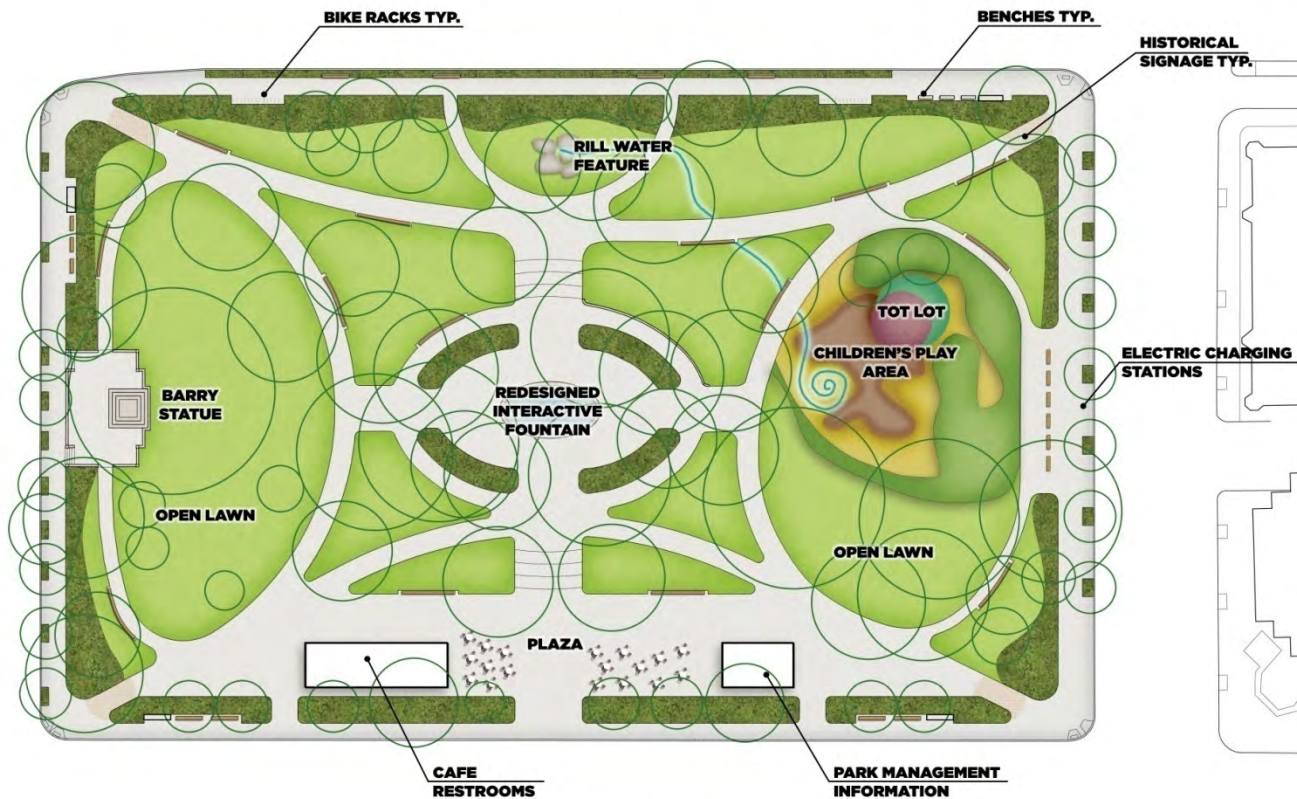 BIKE RACKS TYP.
BENCHES TYP.
HISTORICAL
SIGNAGE TYP.
RILL WATER
FEATURE
TOT LOT
CHILDREN'S PLAY
AREA
ELECTRIC CHARGING
STATIONS
BARRY
STATUE
REDESIGNED
INTERACTIVE
FOUNTAIN
OPEN LAWN
OPEN LAWN
PLAZA
CAFE
RESTROOMS
PARK MANAGEMENT
INFORMATION